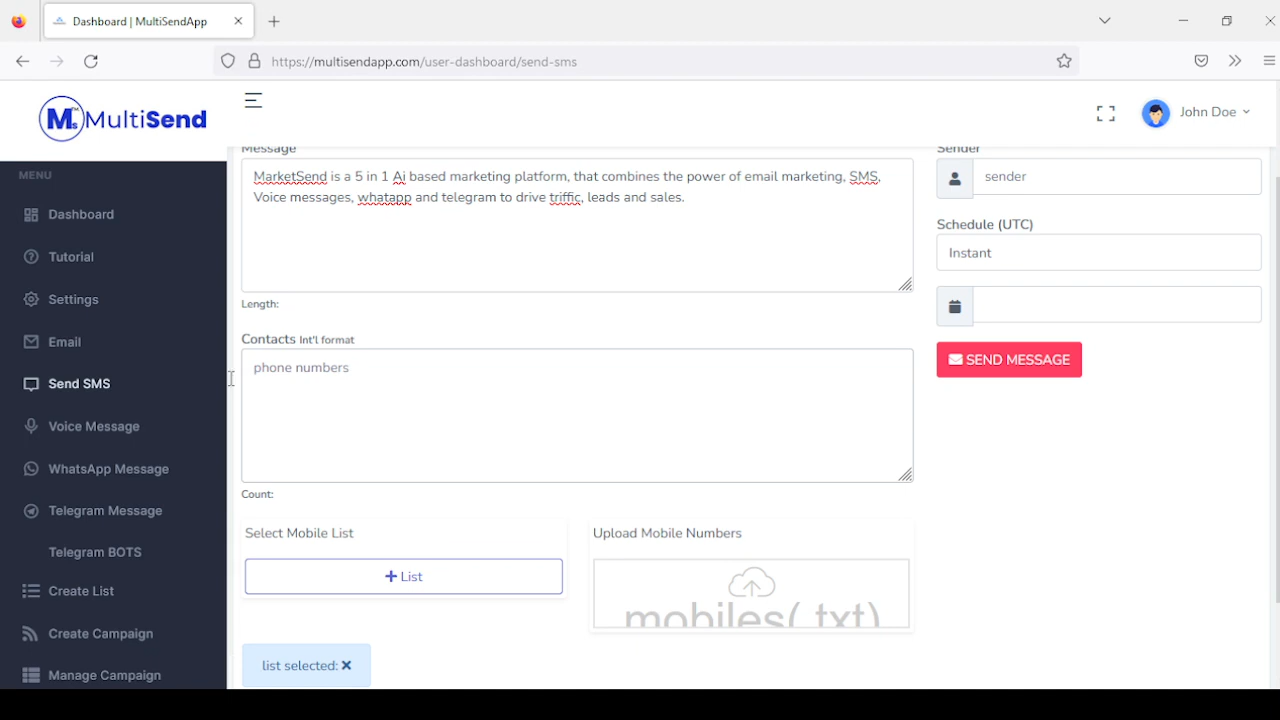 Dashboard | MultiSendApp
https://multisendapp.com/user-dashboard/send-sms
Ms MultiSend
John Doe
MENU
Dashboard
Tutorial
Settings
Email
Send SMS
Voice Message
WhatsApp Message
Telegram Message
Telegram BOTS
Create List
Create Campaign
Manage Campaign
Message
MarketSend is a 5 in 1 Ai based marketing platform, that combines the power of email marketing, SMS,
Voice messages, whatapp and telegram to drive triffic, leads and sales.
Length:
Contacts Int'l format
phone numbers
Count:
Select Mobile List
+ List
Upload Mobile Numbers
mobiles(.txt)
list selected: ×
Sender
sender
Schedule (UTC)
Instant
SEND MESSAGE